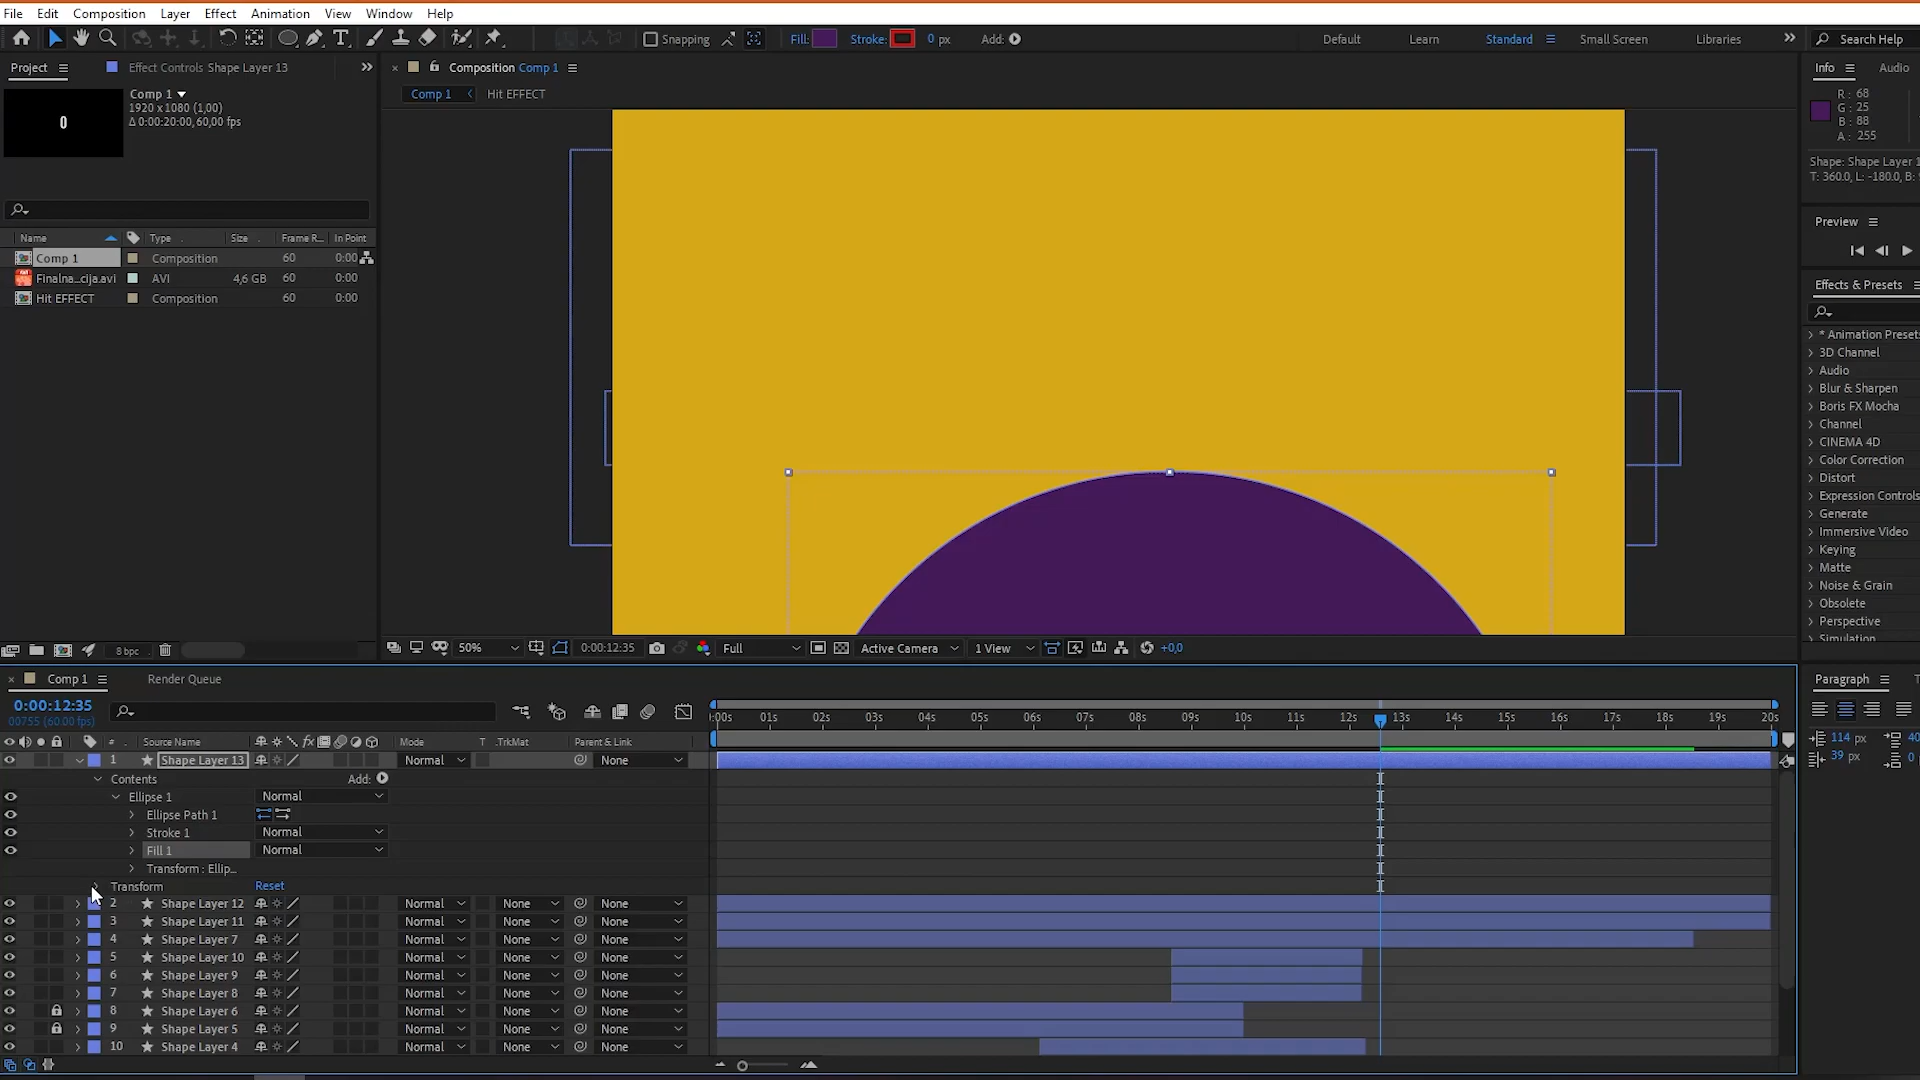 File Edit Composition Layer Effect Animation View Window Help
Snapping Fill: Stroke: 0 px Add: Default Learn Standard Small Screen Libraries Search Help
Project Effect Controls Shape Layer 13 Composition Comp 1 Info Audio
Comp 1
1920 x 1080 (1,00)
Δ 0:00:20:00, 60,00 fps
0
Comp 1 Hit EFFECT
R: 68
G: 25
B: 88
A: 255
Shape: Shape Layer 1
T: 360.0, L: -180.0, B:
Preview
Name Type Size Frame R... In Point
Comp 1 Composition 60 0:00
Finalna...cija.avi AVI 4,6 GB 60 0:00
Hit EFFECT Composition 60 0:00
Effects & Presets
* Animation Presets
3D Channel
Audio
Blur & Sharpen
Boris FX Mocha
Channel
CINEMA 4D
Color Correction
Distort
Expression Controls
Generate
Immersive Video
Keying
Matte
Noise & Grain
Obsolete
Perspective
Simulation
8 bpc 50% 0:00:12:35 Full Active Camera 1 View +0,0
Comp 1 Render Queue Paragraph
0:00:12:35
00755 (60.00 fps)
:00s 01s 02s 03s 04s 05s 06s 07s 08s 09s 10s 11s 12s 13s 14s 15s 16s 17s 18s 19s 20s
114 px 40
39 px 0
# Source Name Mode T .TrkMat Parent & Link
1 Shape Layer 13 Normal None
Contents Add:
Ellipse 1 Normal
Ellipse Path 1
Stroke 1 Normal
Fill 1 Normal
Transform : Ellip...
Transform Reset
2 Shape Layer 12 Normal None None
3 Shape Layer 11 Normal None None
4 Shape Layer 7 Normal None None
5 Shape Layer 10 Normal None None
6 Shape Layer 9 Normal None None
7 Shape Layer 8 Normal None None
8 Shape Layer 6 Normal None None
9 Shape Layer 5 Normal None None
10 Shape Layer 4 Normal None None